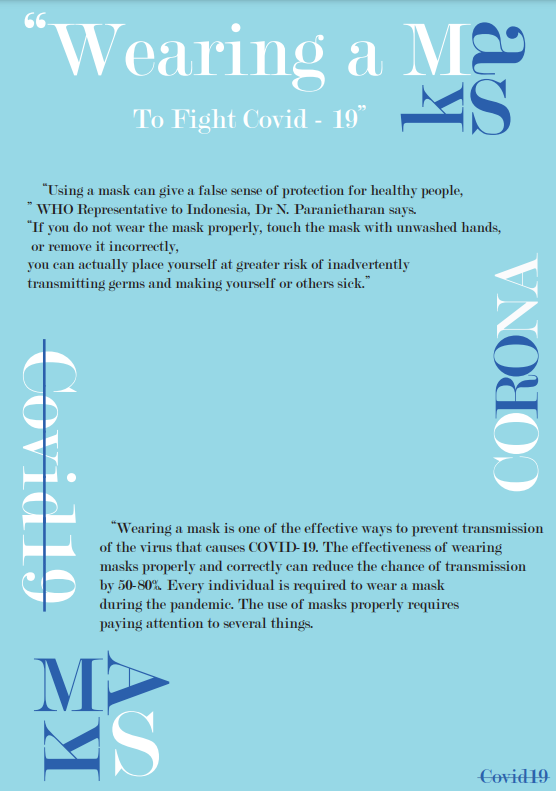 “Wearing a Mask
To Fight Covid - 19”
“Using a mask can give a false sense of protection for healthy people,
” WHO Representative to Indonesia, Dr N. Paranietharan says.
“If you do not wear the mask properly, touch the mask with unwashed hands,
or remove it incorrectly,
you can actually place yourself at greater risk of inadvertently
transmitting germs and making yourself or others sick.”
CORONA
Covid19
“Wearing a mask is one of the effective ways to prevent transmission
of the virus that causes COVID-19. The effectiveness of wearing
masks properly and correctly can reduce the chance of transmission
by 50-80%. Every individual is required to wear a mask
during the pandemic. The use of masks properly requires
paying attention to several things.
MASK
Covid19